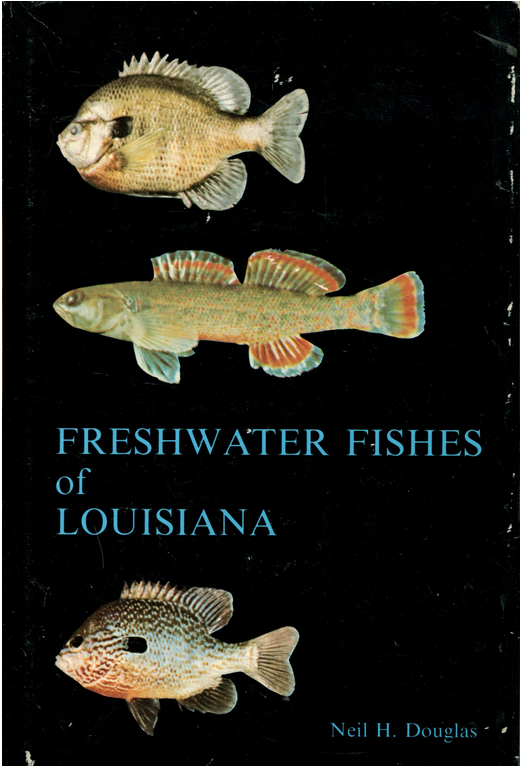 FRESHWATER FISHES
of
LOUISIANA
Neil H. Douglas